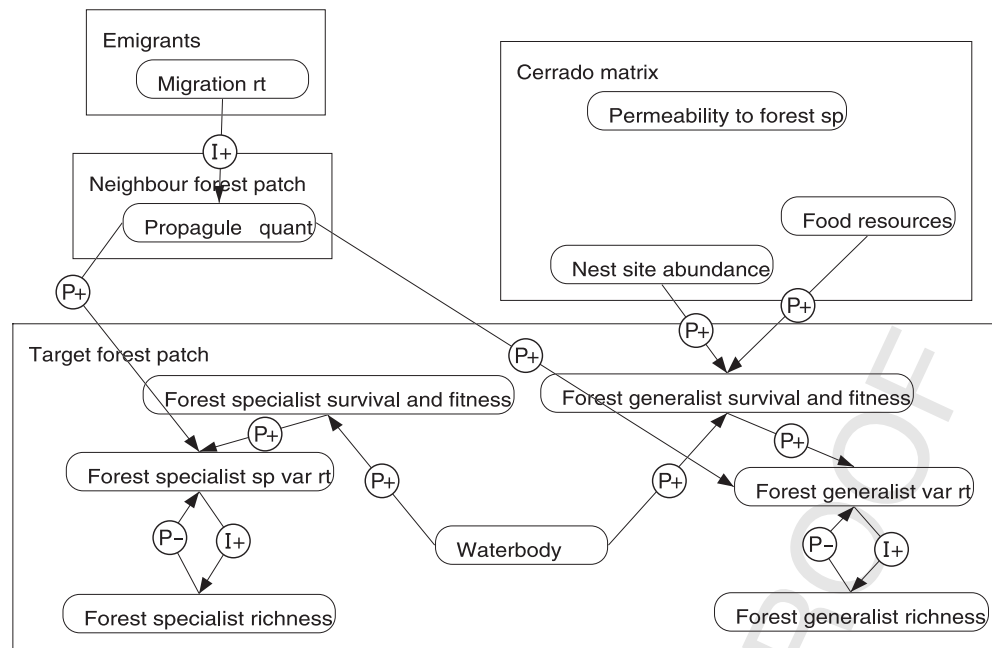 Emigrants
Migration rt
I+
Neighbour forest patch
Propagule quant
P+
Cerrado matrix
Permeability to forest sp
Food resources
Nest site abundance
P+
P+
P+
Target forest patch
Forest specialist survival and fitness
Forest generalist survival and fitness
P+
P+
Forest specialist sp var rt
P+
P+
Forest generalist var rt
P-
I+
Waterbody
P-
I+
Forest specialist richness
Forest generalist richness
PROOF